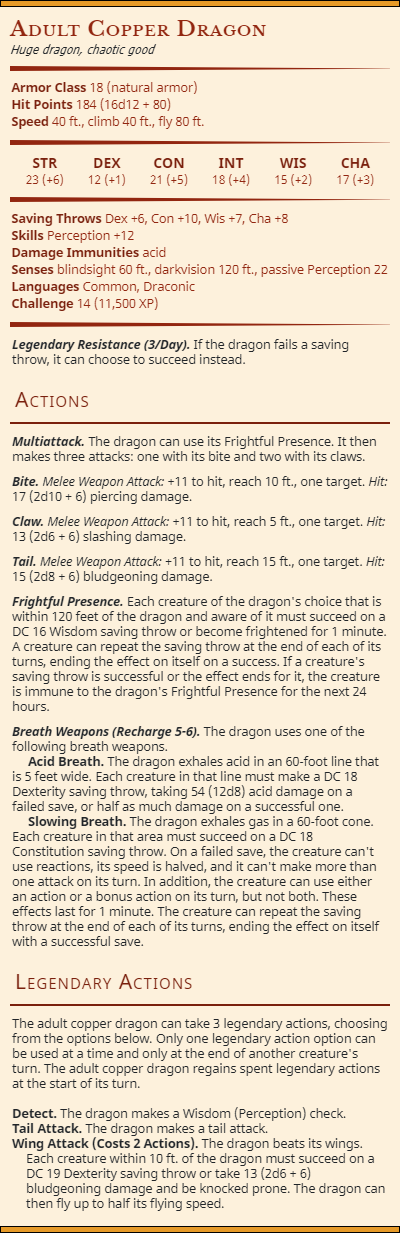 Adult Copper Dragon
Huge dragon, chaotic good
Armor Class 18 (natural armor)
Hit Points 184 (16d12 + 80)
Speed 40 ft., climb 40 ft., fly 80 ft.
STR DEX CON INT WIS CHA
23 (+6) 12 (+1) 21 (+5) 18 (+4) 15 (+2) 17 (+3)
Saving Throws Dex +6, Con +10, Wis +7, Cha +8
Skills Perception +12
Damage Immunities acid
Senses blindsight 60 ft., darkvision 120 ft., passive Perception 22
Languages Common, Draconic
Challenge 14 (11,500 XP)
Legendary Resistance (3/Day). If the dragon fails a saving
throw, it can choose to succeed instead.
Actions
Multiattack. The dragon can use its Frightful Presence. It then
makes three attacks: one with its bite and two with its claws.
Bite. Melee Weapon Attack: +11 to hit, reach 10 ft., one target. Hit:
17 (2d10 + 6) piercing damage.
Claw. Melee Weapon Attack: +11 to hit, reach 5 ft., one target. Hit:
13 (2d6 + 6) slashing damage.
Tail. Melee Weapon Attack: +11 to hit, reach 15 ft., one target. Hit:
15 (2d8 + 6) bludgeoning damage.
Frightful Presence. Each creature of the dragon's choice that is
within 120 feet of the dragon and aware of it must succeed on a
DC 16 Wisdom saving throw or become frightened for 1 minute.
A creature can repeat the saving throw at the end of each of its
turns, ending the effect on itself on a success. If a creature's
saving throw is successful or the effect ends for it, the creature
is immune to the dragon's Frightful Presence for the next 24
hours.
Breath Weapons (Recharge 5-6). The dragon uses one of the
following breath weapons.
Acid Breath. The dragon exhales acid in an 60-foot line that
is 5 feet wide. Each creature in that line must make a DC 18
Dexterity saving throw, taking 54 (12d8) acid damage on a
failed save, or half as much damage on a successful one.
Slowing Breath. The dragon exhales gas in a 60-foot cone.
Each creature in that area must succeed on a DC 18
Constitution saving throw. On a failed save, the creature can't
use reactions, its speed is halved, and it can't make more than
one attack on its turn. In addition, the creature can use either
an action or a bonus action on its turn, but not both. These
effects last for 1 minute. The creature can repeat the saving
throw at the end of each of its turns, ending the effect on itself
with a successful save.
Legendary Actions
The adult copper dragon can take 3 legendary actions, choosing
from the options below. Only one legendary action option can
be used at a time and only at the end of another creature's
turn. The adult copper dragon regains spent legendary actions
at the start of its turn.
Detect. The dragon makes a Wisdom (Perception) check.
Tail Attack. The dragon makes a tail attack.
Wing Attack (Costs 2 Actions). The dragon beats its wings.
Each creature within 10 ft. of the dragon must succeed on a
DC 19 Dexterity saving throw or take 13 (2d6 + 6)
bludgeoning damage and be knocked prone. The dragon can
then fly up to half its flying speed.